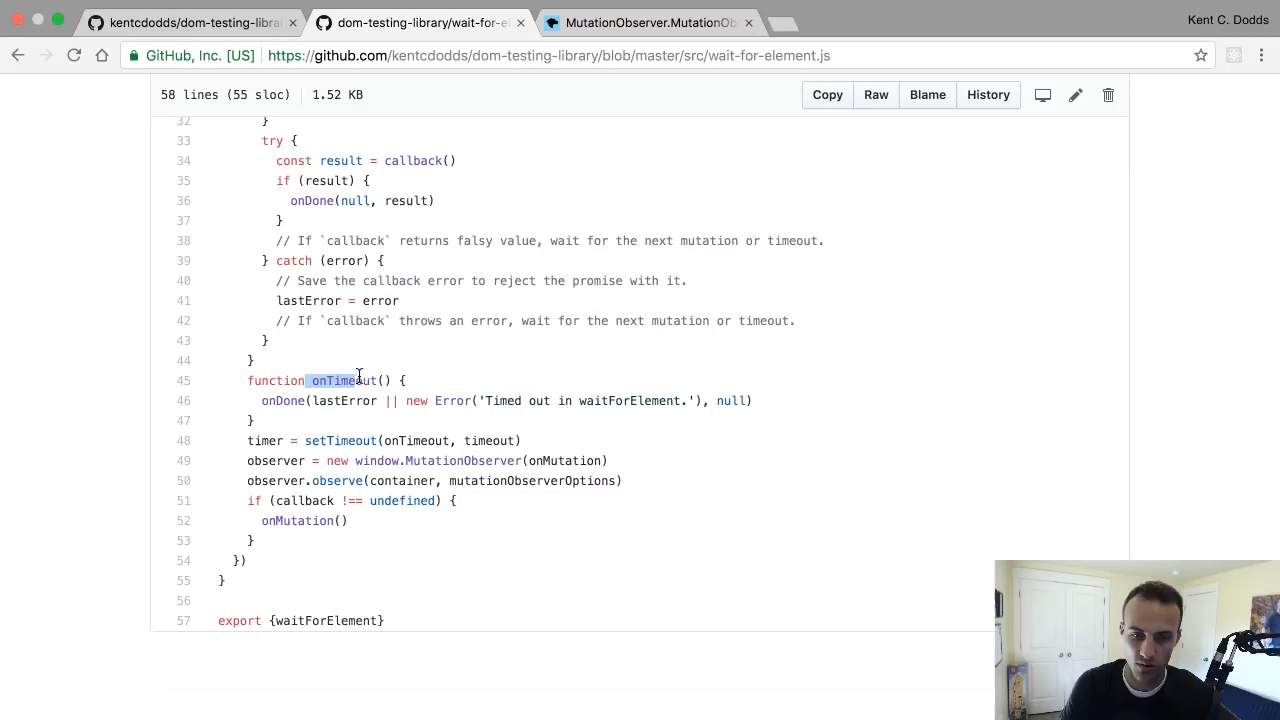 kentcdodds/dom-testing-libra
dom-testing-library/wait-for-e
MutationObserver.MutationOb
Kent C. Dodds
GitHub, Inc. [US]
https://github.com/kentcdodds/dom-testing-library/blob/master/src/wait-for-element.js
58 lines (55 sloc) 1.52 KB
Copy Raw Blame History
32 }
33 try {
34 const result = callback()
35 if (result) {
36 onDone(null, result)
37 }
38 // If `callback` returns falsy value, wait for the next mutation or timeout.
39 } catch (error) {
40 // Save the callback error to reject the promise with it.
41 lastError = error
42 // If `callback` throws an error, wait for the next mutation or timeout.
43 }
44 }
45 function onTimeout() {
46 onDone(lastError || new Error('Timed out in waitForElement.'), null)
47 }
48 timer = setTimeout(onTimeout, timeout)
49 observer = new window.MutationObserver(onMutation)
50 observer.observe(container, mutationObserverOptions)
51 if (callback !== undefined) {
52 onMutation()
53 }
54 })
55 }
56
57 export {waitForElement}